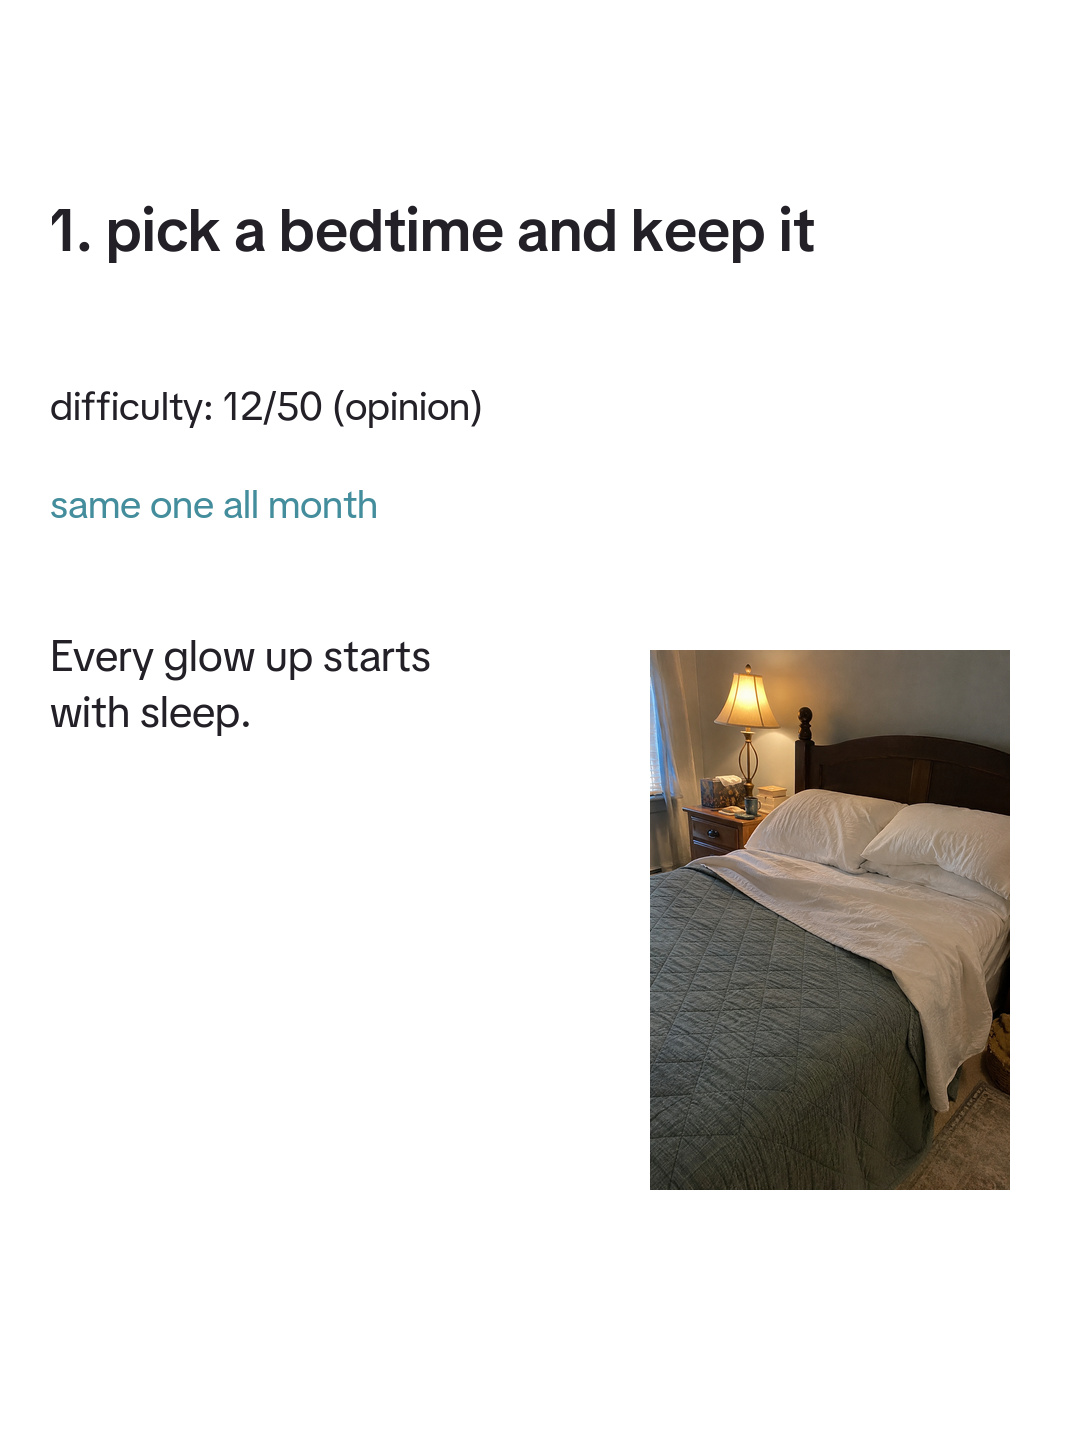 1. pick a bedtime and keep it
difficulty: 12/50 (opinion)
same one all month
Every glow up starts
with sleep.